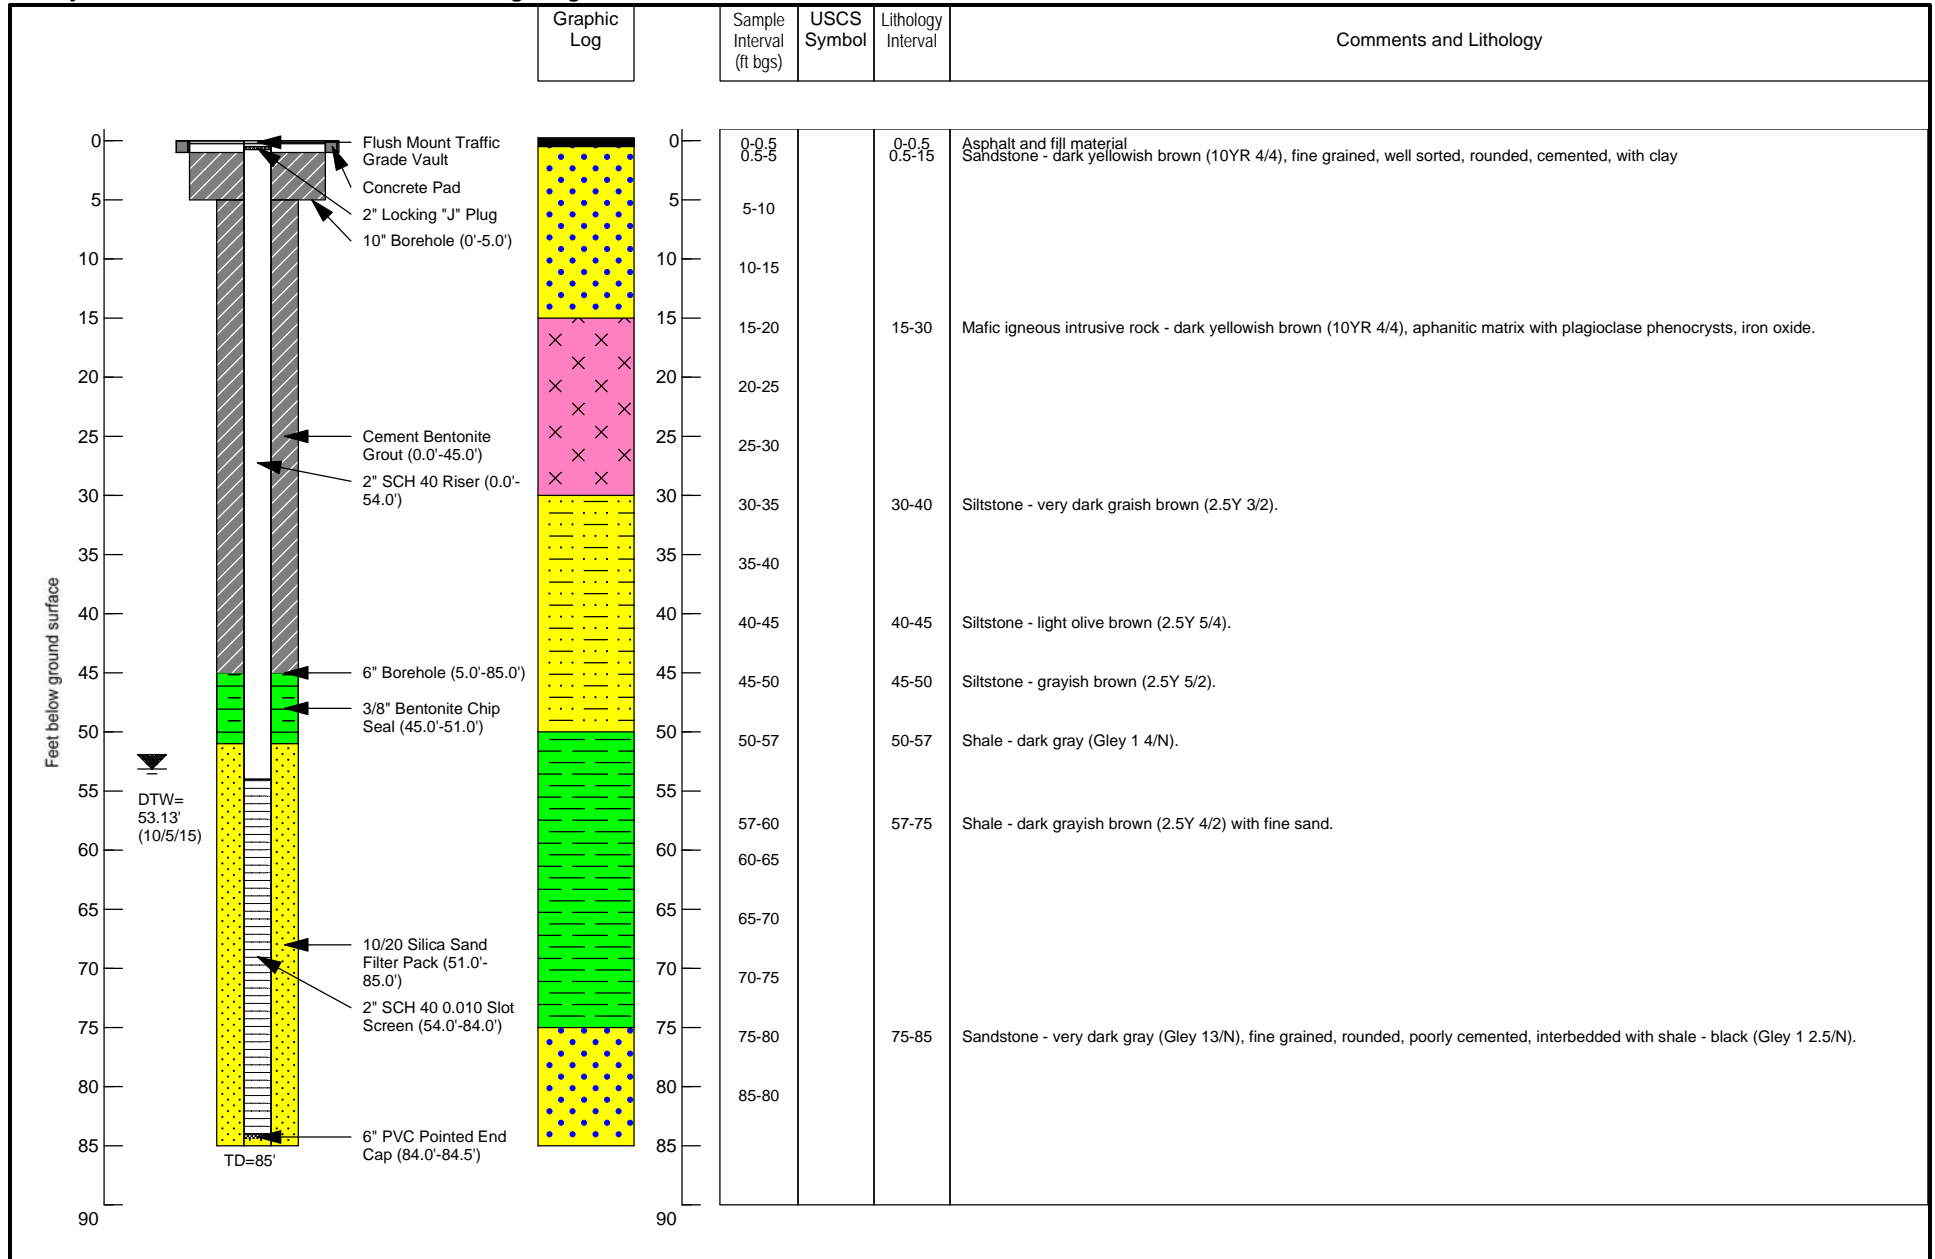 Graphic
Log
Sample
Interval
(ft bgs)
USCS
Symbol
Lithology
Interval
Comments and Lithology
Feet below ground surface
0
5
10
15
20
25
30
35
40
45
50
55
60
65
70
75
80
85
90
DTW=
53.13'
(10/5/15)
TD=85'
Flush Mount Traffic
Grade Vault
Concrete Pad
2" Locking "J" Plug
10" Borehole (0'-5.0')
Cement Bentonite
Grout (0.0'-45.0')
2" SCH 40 Riser (0.0'-
54.0')
6" Borehole (5.0'-85.0')
3/8" Bentonite Chip
Seal (45.0'-51.0')
10/20 Silica Sand
Filter Pack (51.0'-
85.0')
2" SCH 40 0.010 Slot
Screen (54.0'-84.0')
6" PVC Pointed End
Cap (84.0'-84.5')
0
5
10
15
20
25
30
35
40
45
50
55
60
65
70
75
80
85
90
0-0.5 0-0.5 Asphalt and fill material
0.5-5 0.5-15 Sandstone - dark yellowish brown (10YR 4/4), fine grained, well sorted, rounded, cemented, with clay
5-10
10-15
15-20 15-30 Mafic igneous intrusive rock - dark yellowish brown (10YR 4/4), aphanitic matrix with plagioclase phenocrysts, iron oxide.
20-25
25-30
30-35 30-40 Siltstone - very dark graish brown (2.5Y 3/2).
35-40
40-45 40-45 Siltstone - light olive brown (2.5Y 5/4).
45-50 45-50 Siltstone - grayish brown (2.5Y 5/2).
50-57 50-57 Shale - dark gray (Gley 1 4/N).
57-60 57-75 Shale - dark grayish brown (2.5Y 4/2) with fine sand.
60-65
65-70
70-75
75-80 75-85 Sandstone - very dark gray (Gley 13/N), fine grained, rounded, poorly cemented, interbedded with shale - black (Gley 1 2.5/N).
85-80